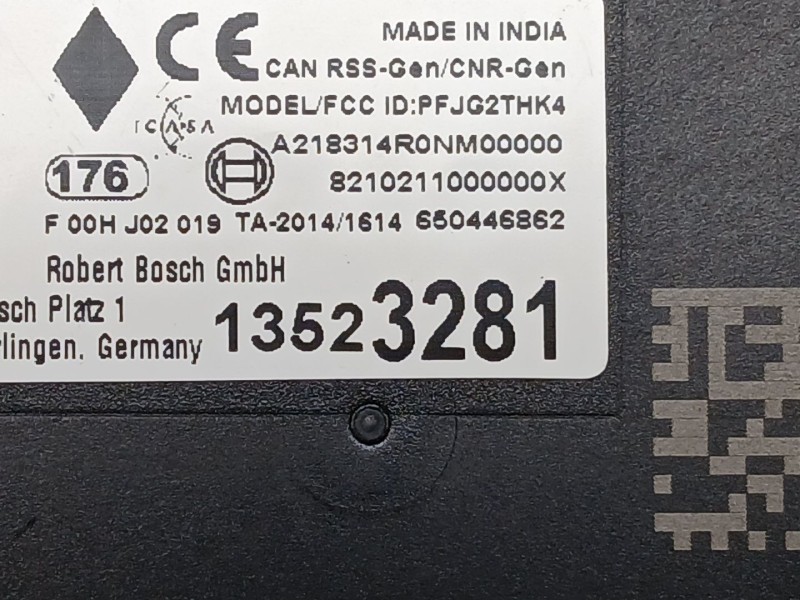 MADE IN INDIA
CE CAN RSS-Gen/CNR-Gen
MODEL/FCC ID:PFJG2THK4
ICASA
A218314R0NM00000
176
8210211000000X
F 00H J02 019 TA-2014/1614 650446862
Robert Bosch GmbH
sch Platz 1
rlingen, Germany
13523281